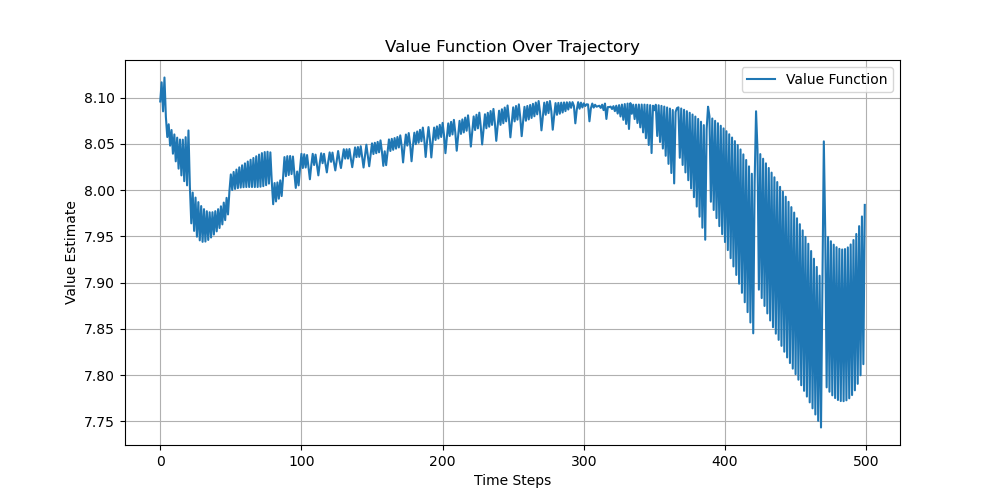 Value Function Over Trajectory
Value Function
8.10
8.05
8.00
7.95
7.90
7.85
7.80
7.75
Value Estimate
0 100 200 300 400 500
Time Steps